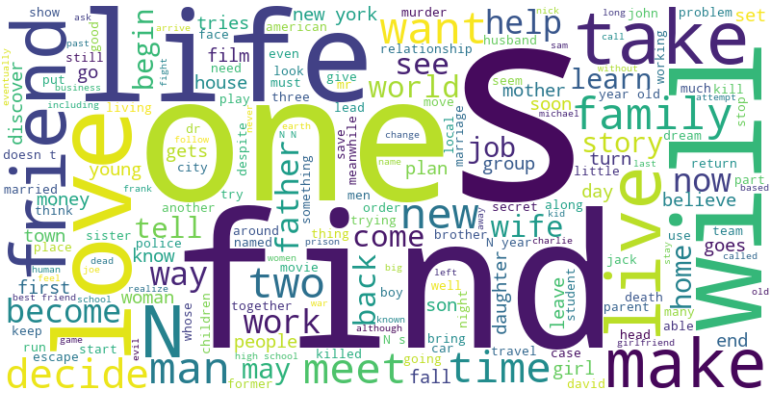 one
S
find
life
love
friend
will
live
take
make
want
help
see
world
family
learn
story
job
group
turn
now
new
two
work
wife
come
time
meet
man
may
way
N
father
tell
back
become
decide
begin
go
film
house
tries
new york
murder
relationship
husband
american
face
even
need
look
give
must
mr
play
three
lead
move
mother
soon
seem
year old
much
kill
attempt
stop
michael
dream
problem
working
john
long
call
nick
sam
without
set
show
ask
past
good
still
put
business
including
arrive
fight
eventually
discover
living
doesn t
married
think
young
gets
dr
follow
city
despite
try
never
earth
N N
change
name
save
meanwhile
local
marriage
plan
men
something
secret
along
kid
little
day
return
last
part
based
believe
goes
home
use
team
called
stay
old
money
frank
another
town
place
sister
police
know
around
named
thing
trying
order
brother
away
N year
charlie
jack
parent
many
able
death
head
girlfriend
end
human
dead
joe
feel
first
woman
whose
best friend
school
realize
keep
run
escape
game
start
evil
children
people
women
together
movie
prison
war
although
big
boy
known
son
left
well
night
daughter
leave
student
bring
car
travel
case
girl
david
fall
going
N s
killed
high school
former